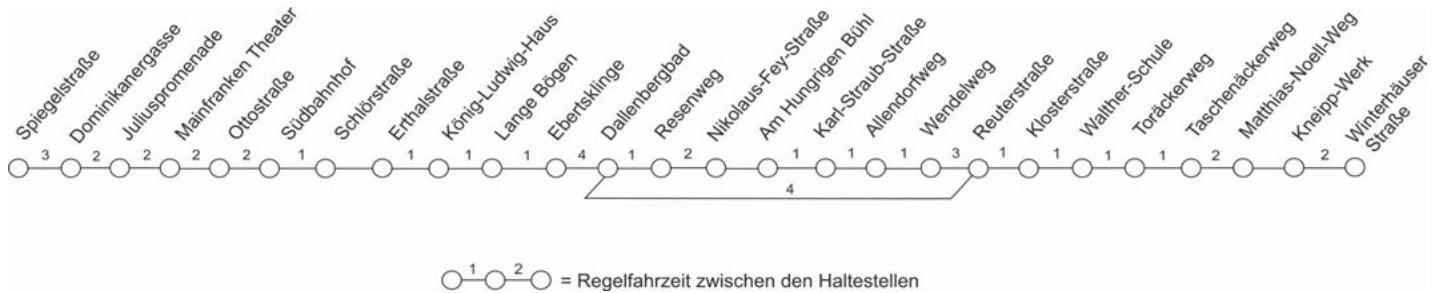 Spiegelstraße
Dominikanergasse
Juliuspromenade
Mainfranken Theater
Ottostraße
Südbahnhof
Schlörstraße
Erthalstraße
König-Ludwig-Haus
Lange Bögen
Ebertsklinge
Dallenbergbad
Resenweg
Nikolaus-Fey-Straße
Am Hungrigen Bühl
Karl-Straub-Straße
Allendorfweg
Wendelweg
Reuterstraße
Klosterstraße
Walther-Schule
Toräckerweg
Taschenäckerweg
Matthias-Noell-Weg
Kneipp-Werk
Winterhäuser
Straße
3 2 2 2 2 1 1 1 1 4 1 2 1 1 1 3 1 1 1 1 2 2
4
1 2 = Regelfahrzeit zwischen den Haltestellen